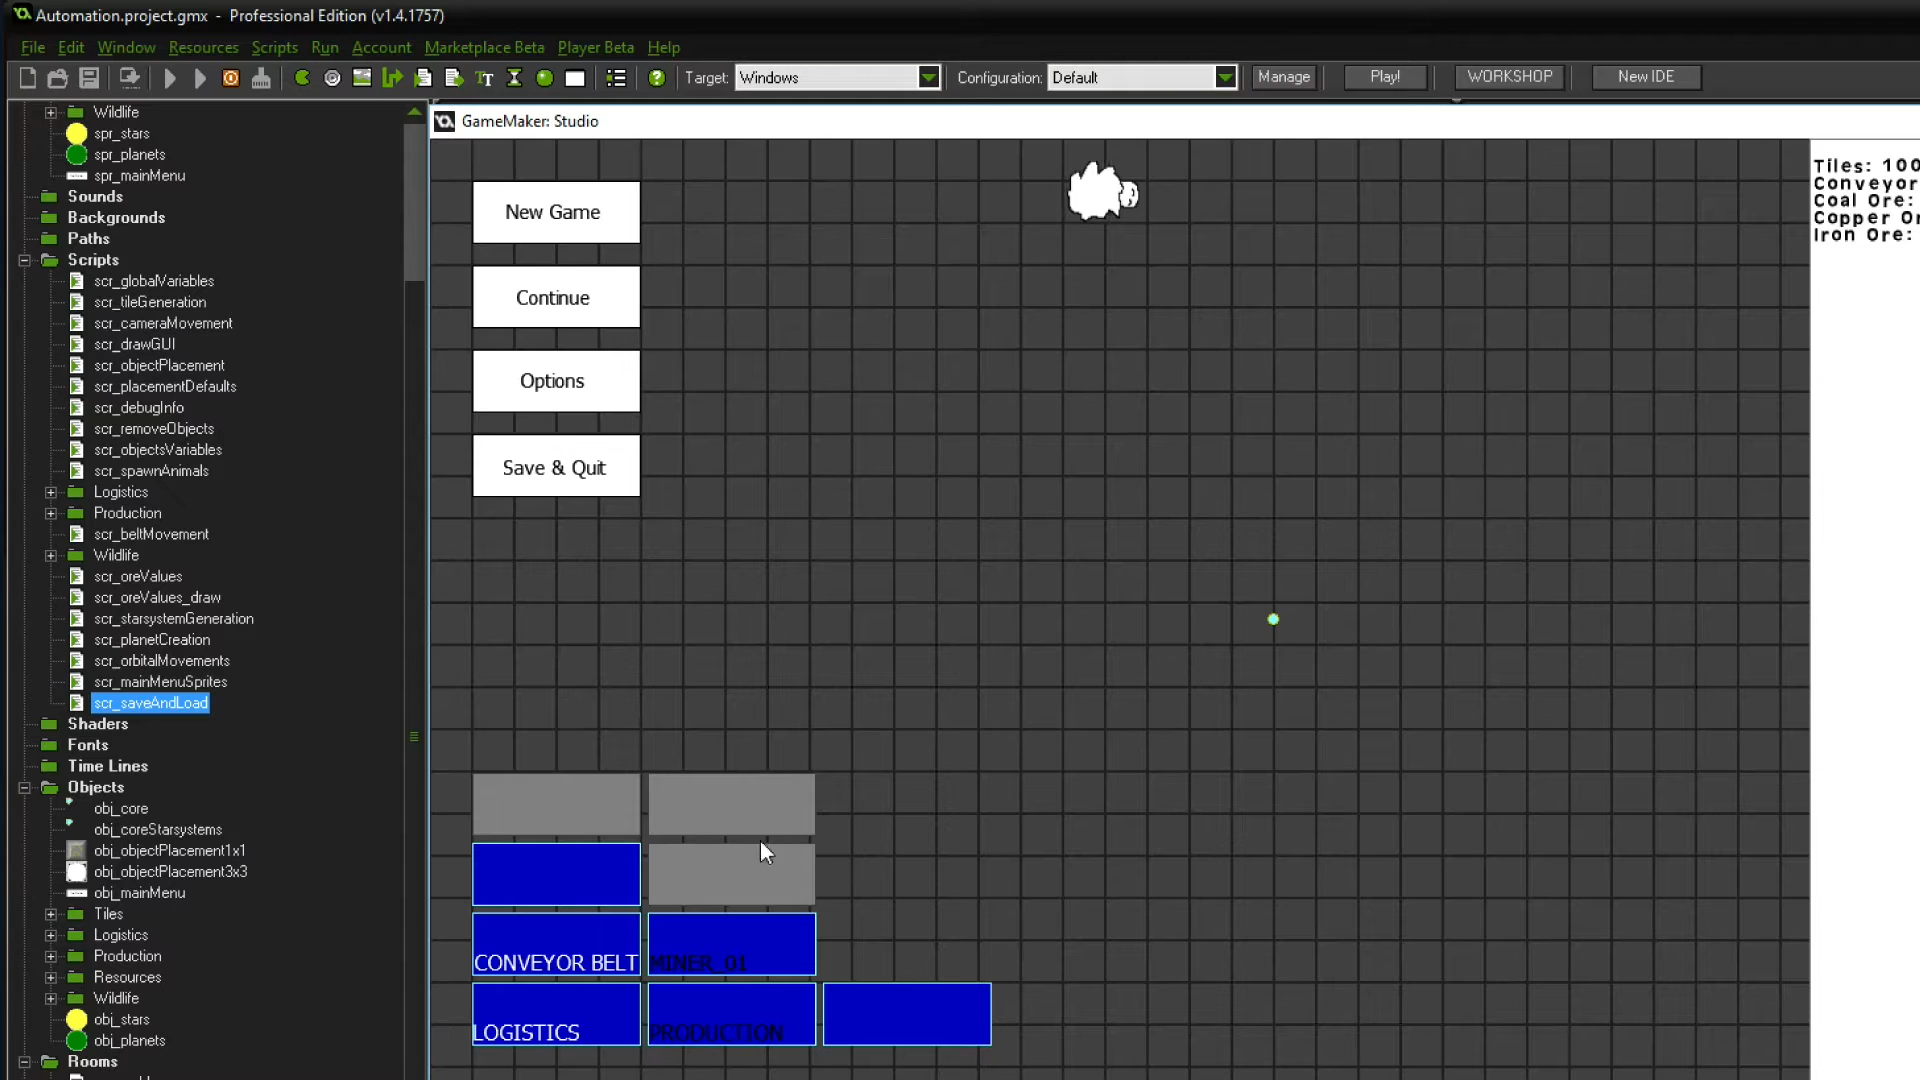 Automation.project.gmx - Professional Edition (v1.4.1757)
File Edit Window Resources Scripts Run Account Marketplace Beta Player Beta Help
Target: Windows Configuration: Default Manage Play! WORKSHOP New IDE
Wildlife
spr_stars
spr_planets
spr_mainMenu
Sounds
Backgrounds
Paths
Scripts
scr_globalVariables
scr_tileGeneration
scr_cameraMovement
scr_drawGUI
scr_objectPlacement
scr_placementDefaults
scr_debugInfo
scr_removeObjects
scr_objectsVariables
scr_spawnAnimals
Logistics
Production
scr_beltMovement
Wildlife
scr_oreValues
scr_oreValues_draw
scr_starsystemGeneration
scr_planetCreation
scr_orbitalMovements
scr_mainMenuSprites
scr_saveAndLoad
Shaders
Fonts
Time Lines
Objects
obj_core
obj_coreStarsystems
obj_objectPlacement1x1
obj_objectPlacement3x3
obj_mainMenu
Tiles
Logistics
Production
Resources
Wildlife
obj_stars
obj_planets
Rooms
GameMaker: Studio
New Game
Continue
Options
Save & Quit
CONVEYOR BELT MINER_01
LOGISTICS PRODUCTION
Tiles: 100
Conveyor
Coal Ore:
Copper Or
Iron Ore: